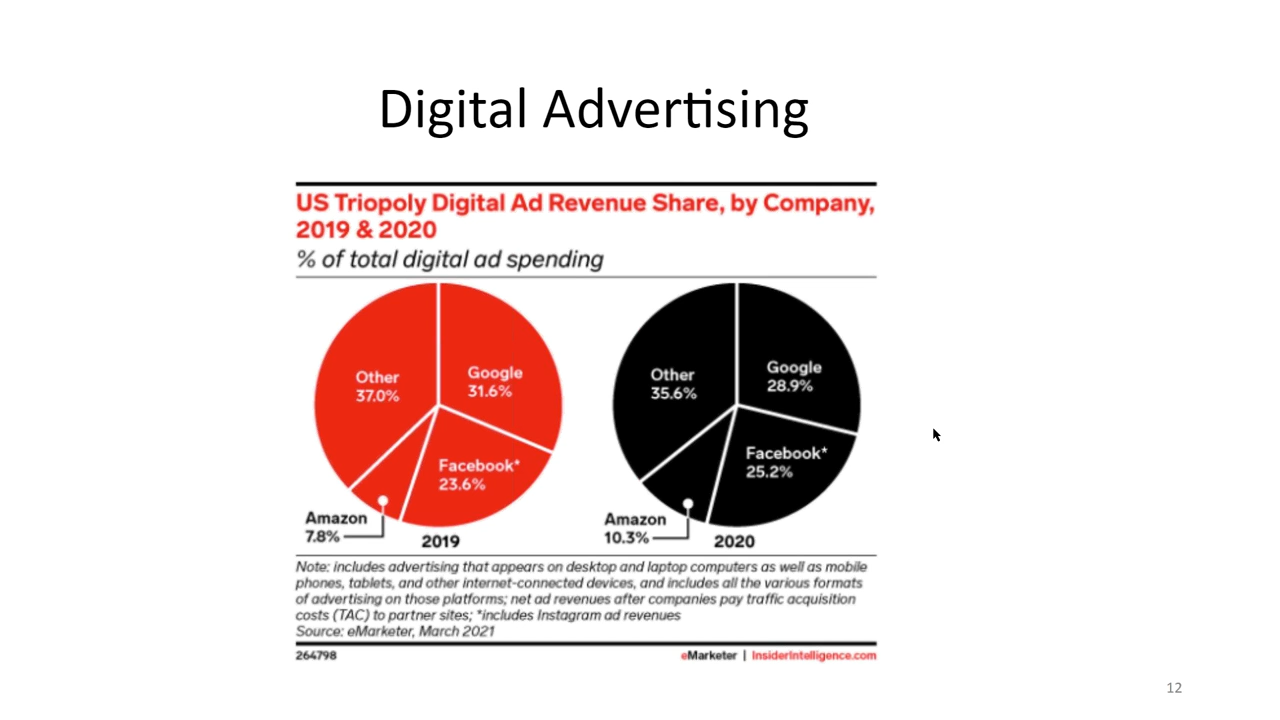 Digital Advertising
US Triopoly Digital Ad Revenue Share, by Company,
2019 & 2020
% of total digital ad spending
Other
37.0%
Google
31.6%
Facebook*
23.6%
Amazon
7.8%
2019
Other
35.6%
Google
28.9%
Facebook*
25.2%
Amazon
10.3%
2020
Note: includes advertising that appears on desktop and laptop computers as well as mobile
phones, tablets, and other internet-connected devices, and includes all the various formats
of advertising on those platforms; net ad revenues after companies pay traffic acquisition
costs (TAC) to partner sites; *includes Instagram ad revenues
Source: eMarketer, March 2021
264798
eMarketer | InsiderIntelligence.com
12